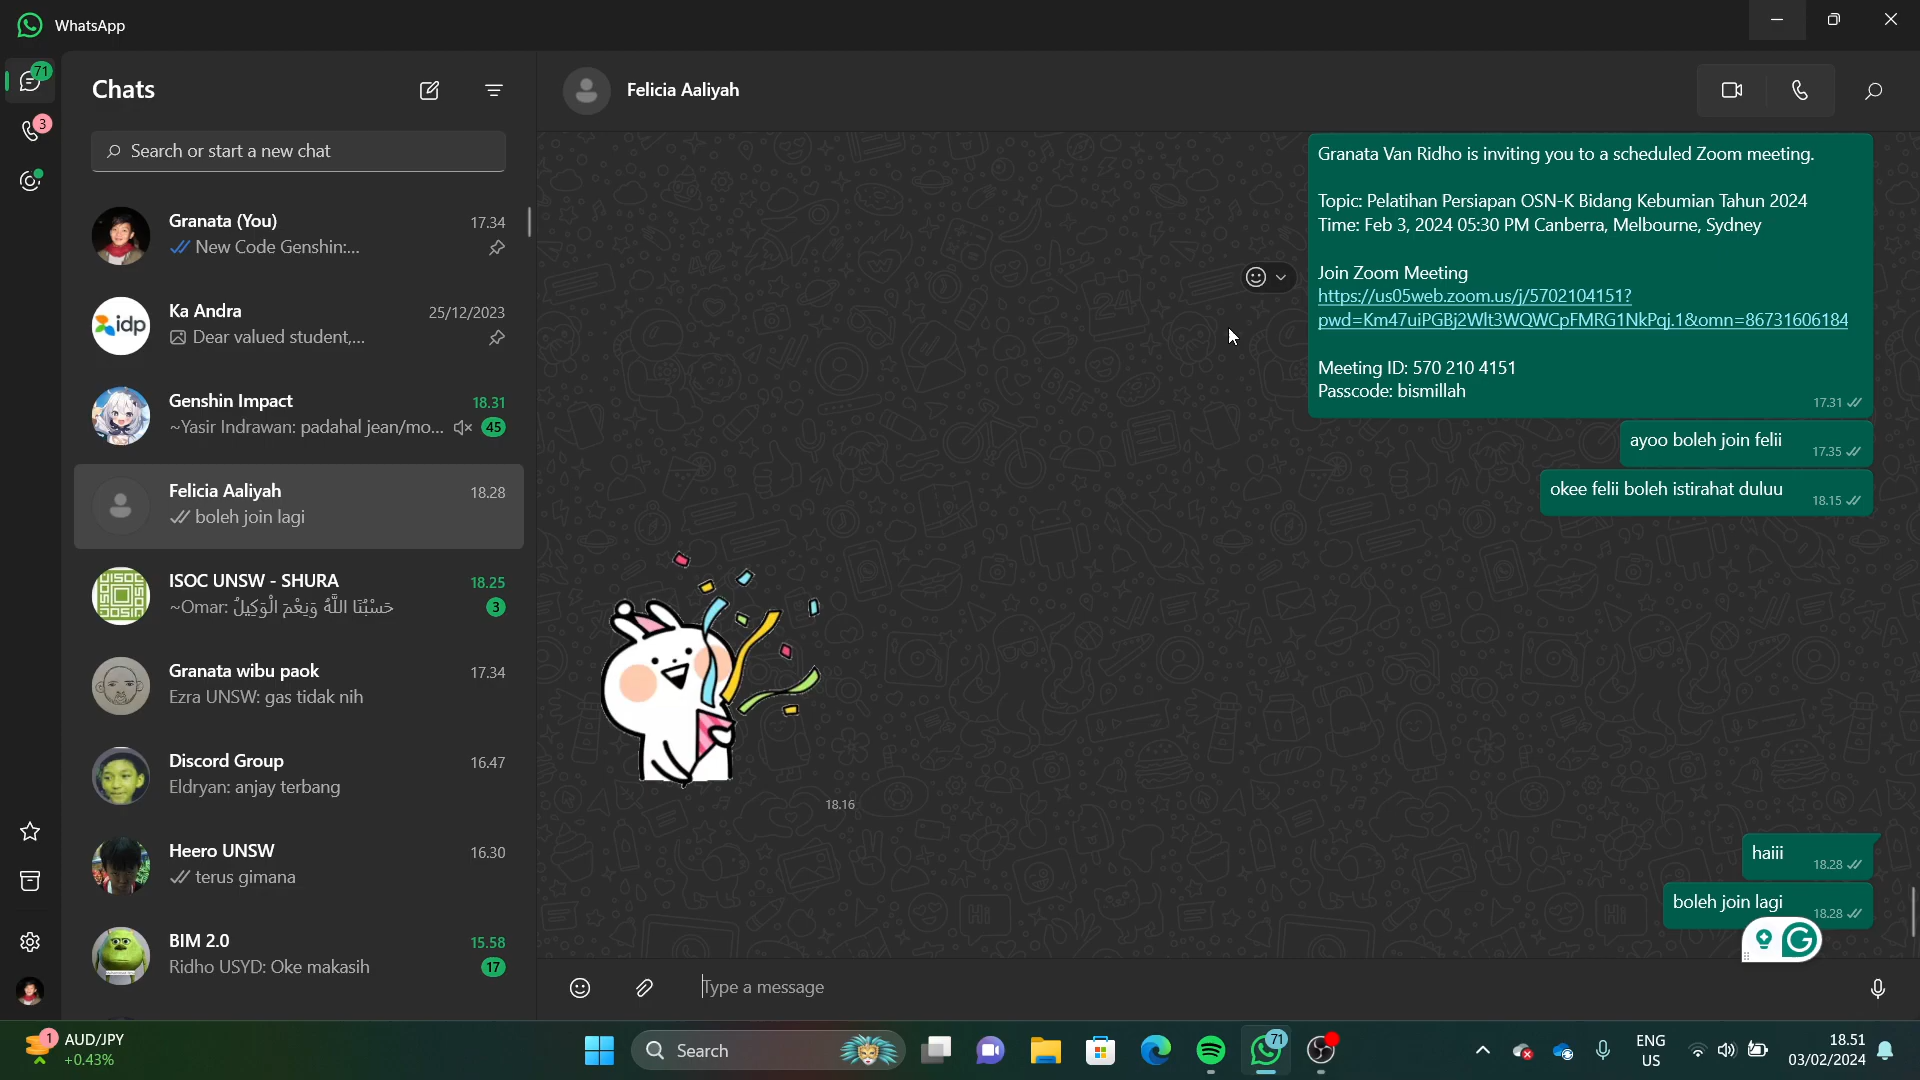 WhatsApp
71
3
Chats
Search or start a new chat
Granata (You)
17.34
New Code Genshin:...
Ka Andra
25/12/2023
Dear valued student,...
idp
Genshin Impact
18.31
~Yasir Indrawan: padahal jean/mo...
45
Felicia Aaliyah
18.28
boleh join lagi
ISOC UNSW - SHURA
18.25
~Omar: حَسْبُنَا اللَّهُ وَنِعْمَ الْوَكِيلُ
3
Granata wibu paok
17.34
Ezra UNSW: gas tidak nih
Discord Group
16.47
Eldryan: anjay terbang
Heero UNSW
16.30
terus gimana
BIM 2.0
15.58
Ridho USYD: Oke makasih
17
Felicia Aaliyah
Granata Van Ridho is inviting you to a scheduled Zoom meeting.
Topic: Pelatihan Persiapan OSN-K Bidang Kebumian Tahun 2024
Time: Feb 3, 2024 05:30 PM Canberra, Melbourne, Sydney
Join Zoom Meeting
https://us05web.zoom.us/j/5702104151?
pwd=Km47uiPGBj2Wlt3WQWCpFMRG1NkPqj.1&omn=86731606184
Meeting ID: 570 210 4151
Passcode: bismillah
17.31
ayoo boleh join felii
17.35
okee felii boleh istirahat duluu
18.15
18.16
haiii
18.28
boleh join lagi
18.28
Type a message
1
AUD/JPY
+0.43%
Search
71
ENG
US
18.51
03/02/2024